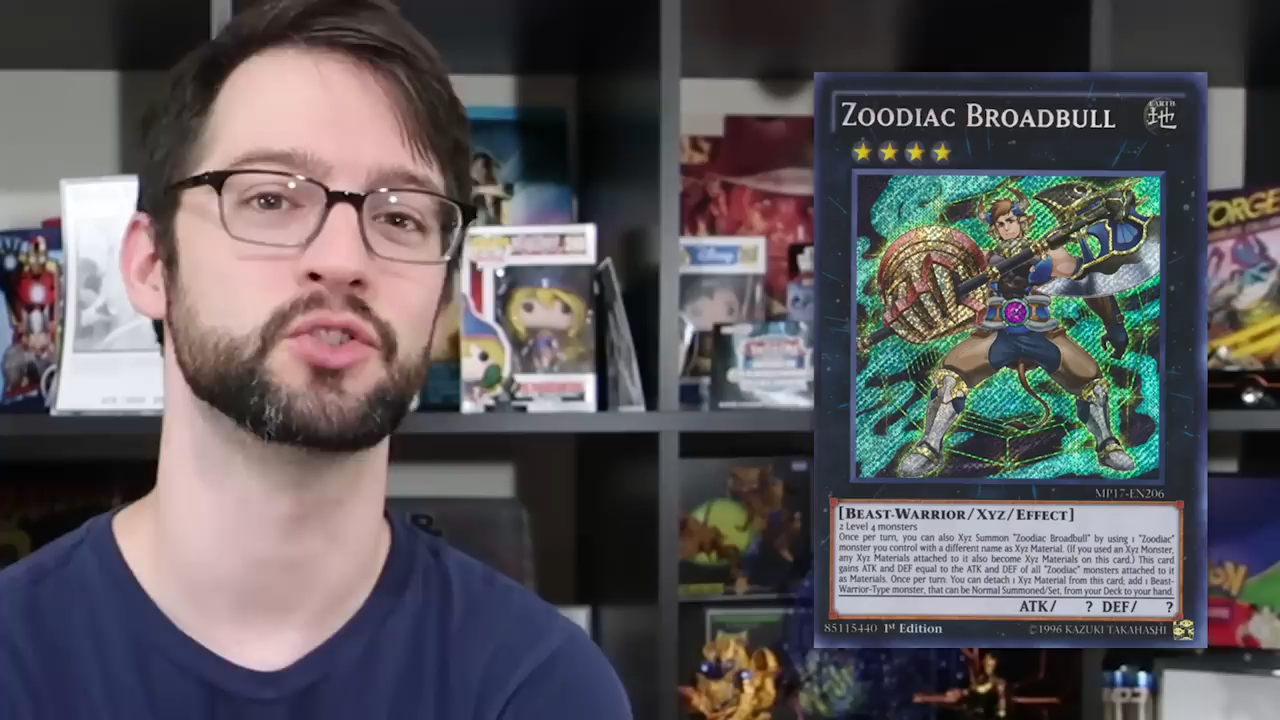 ZOODIAC BROADBULL
EARTH
地
MP17-EN206
[BEAST-WARRIOR/XYZ/EFFECT]
2 Level 4 monsters
Once per turn, you can also Xyz Summon "Zoodiac Broadbull" by using 1 "Zoodiac"
monster you control with a different name as Xyz Material. (If you used an Xyz Monster,
any Xyz Materials attached to it also become Xyz Materials on this card.) This card
gains ATK and DEF equal to the ATK and DEF of all "Zoodiac" monsters attached to it
as Materials. Once per turn: You can detach 1 Xyz Material from this card; add 1 Beast-
Warrior-Type monster, that can be Normal Summoned/Set, from your Deck to your hand.
ATK/ ? DEF/ ?
85115440 1st Edition
©1996 KAZUKI TAKAHASHI
Disney